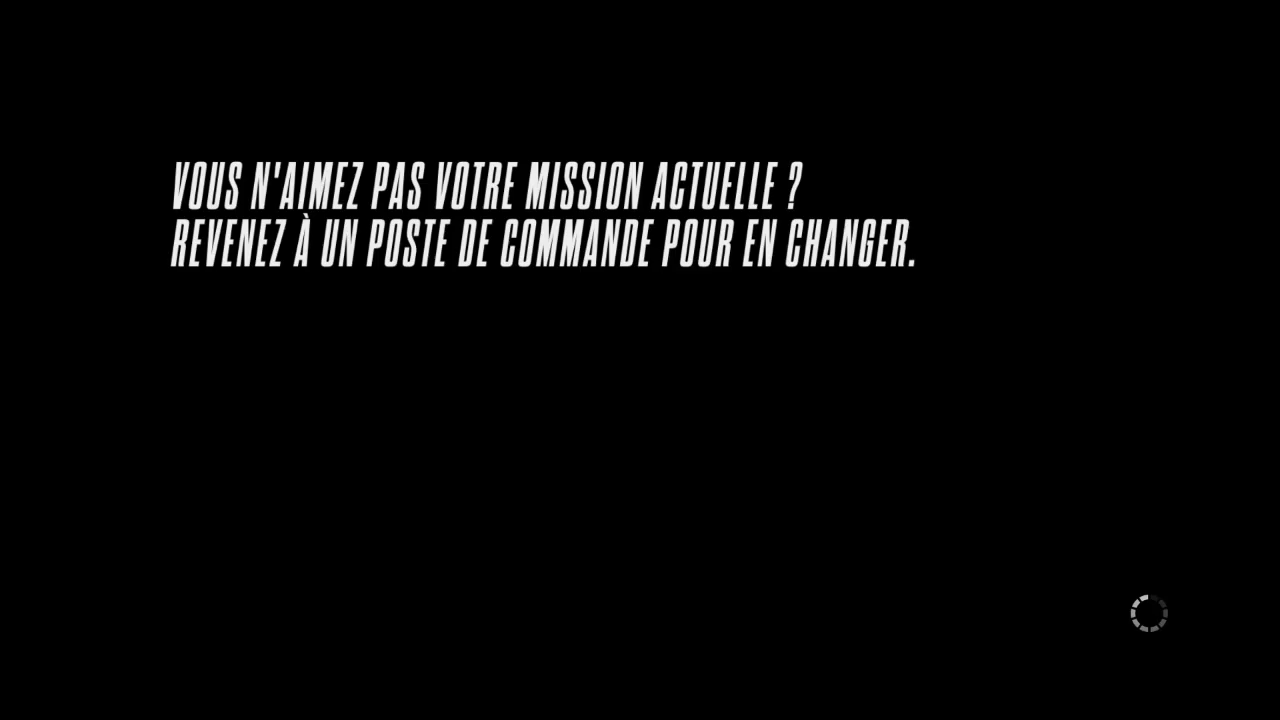 VOUS N'AIMEZ PAS VOTRE MISSION ACTUELLE ?
REVENEZ À UN POSTE DE COMMANDE POUR EN CHANGER.